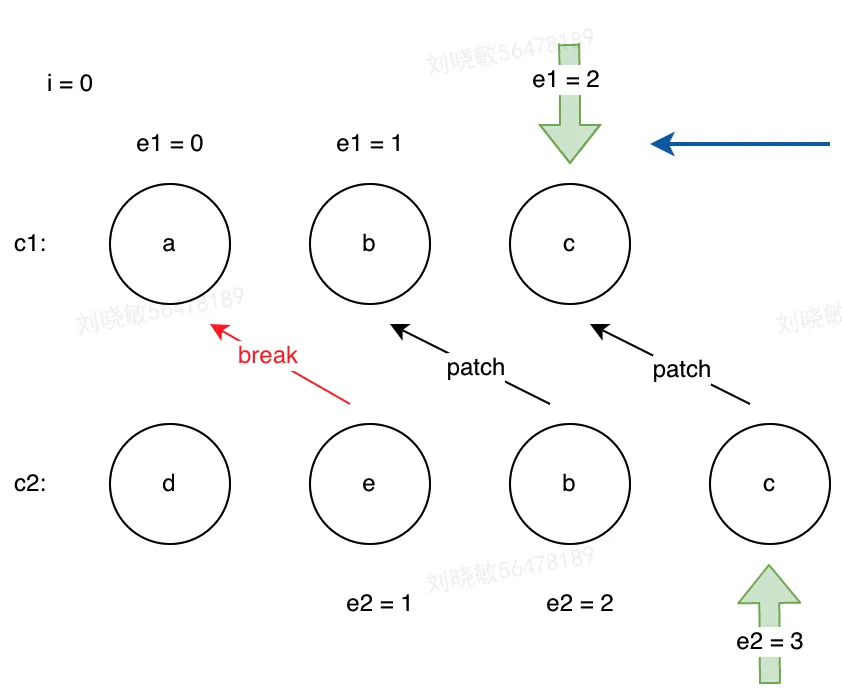 刘晓敏56478189
i = 0
e1 = 2
e1 = 0
e1 = 1
c1:
a
b
c
刘晓敏56478189
刘晓敏
break
patch
patch
c2:
d
e
b
c
刘晓敏56478189
e2 = 1
e2 = 2
e2 = 3